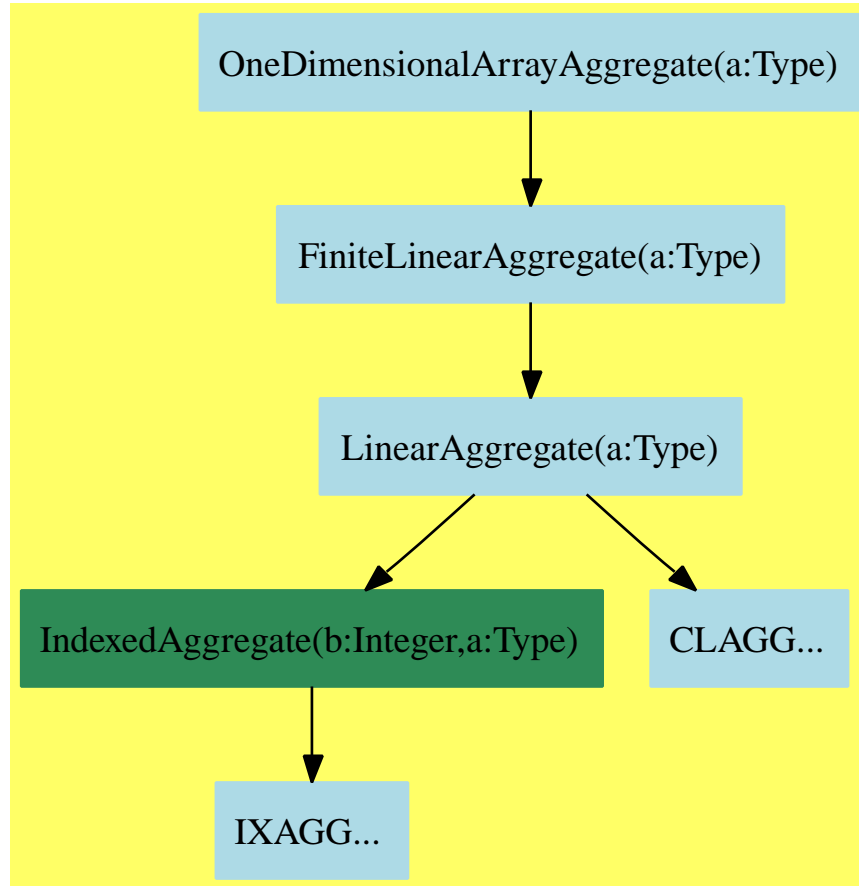 OneDimensionalArrayAggregate(a:Type)
FiniteLinearAggregate(a:Type)
LinearAggregate(a:Type)
IndexedAggregate(b:Integer,a:Type)
CLAGG...
IXAGG...